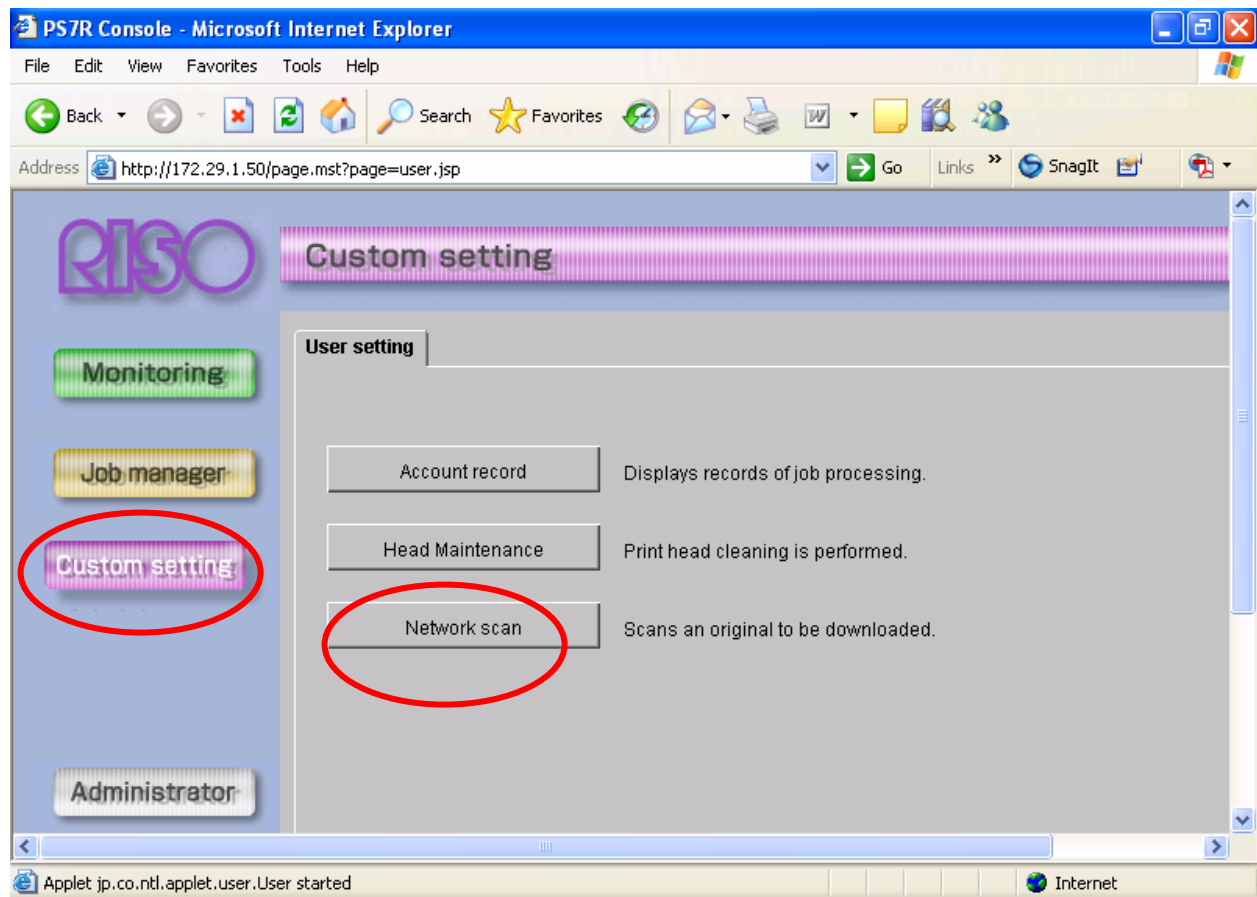 PS7R Console - Microsoft Internet Explorer
File Edit View Favorites Tools Help
Back Search Favorites
Address http://172.29.1.50/page.mst?page=user.jsp Go Links » SnagIt
RISO
Custom setting
User setting
Monitoring
Job manager
Custom setting
Administrator
Account record Displays records of job processing.
Head Maintenance Print head cleaning is performed.
Network scan Scans an original to be downloaded.
Applet jp.co.ntl.applet.user.User started Internet